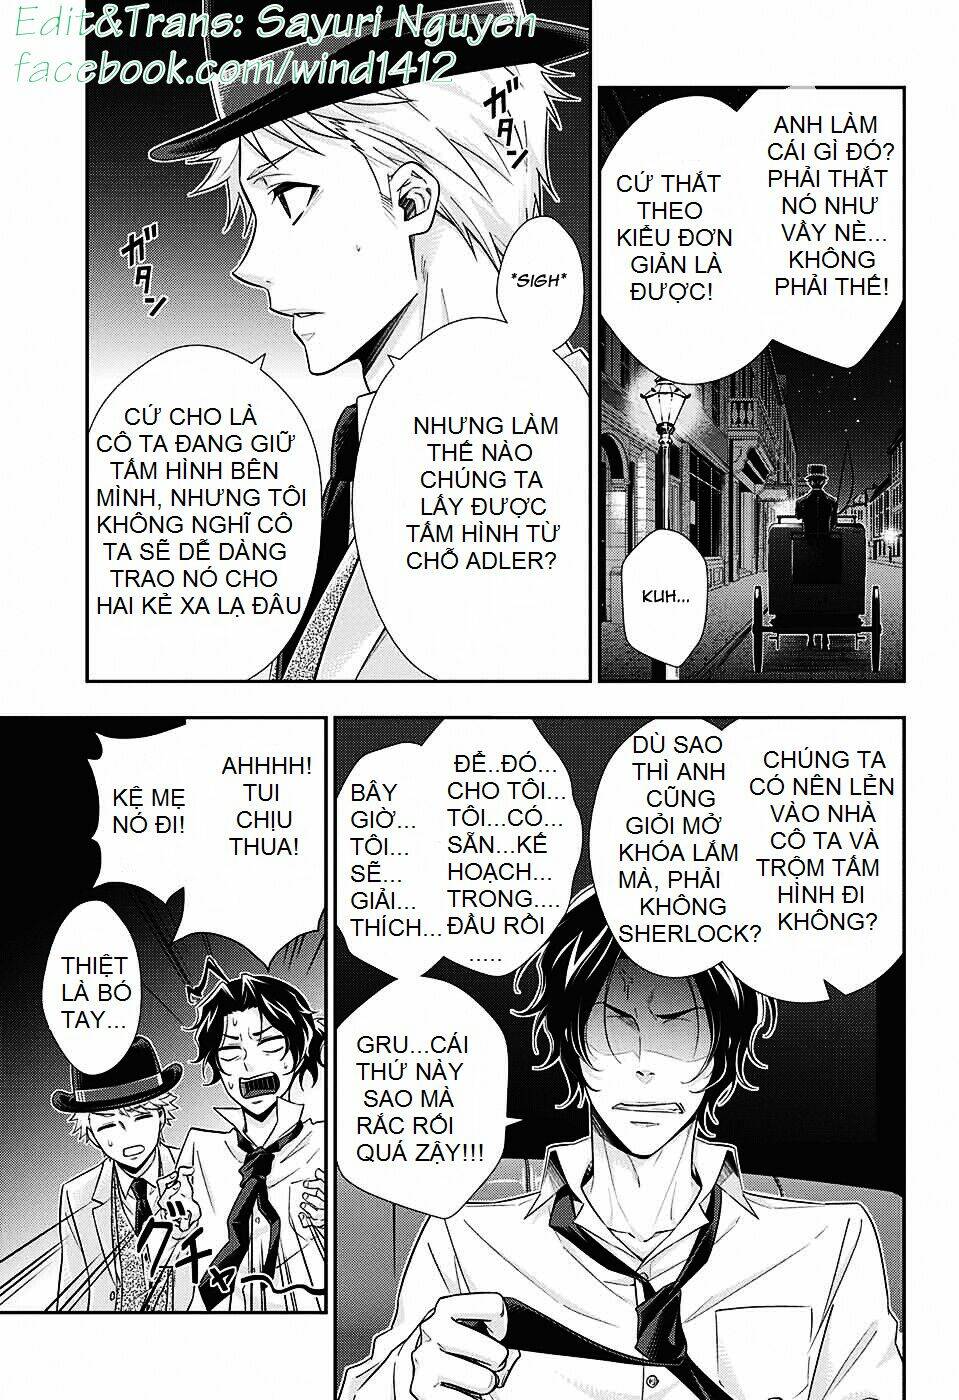 Edit&Trans: Sayuri Nguyen
facebook.com/wind1412
ANH LÀM
CÁI GÌ ĐÓ?
PHẢI THẮT
NÓ NHƯ
VẦY NÈ...
KHÔNG
PHẢI THẾ!
CỨ THẮT
THEO
KIỂU ĐƠN
GIẢN LÀ
ĐƯỢC!
KUH...
ガタン
ガタン
*SIGH*
NHƯNG LÀM
THẾ NÀO
CHÚNG TA
LẤY ĐƯỢC
TẤM HÌNH TỪ
CHỖ ADLER?
CỨ CHO LÀ
CÔ TA ĐANG GIỮ
TẤM HÌNH BÊN
MÌNH, NHƯNG TÔI
KHÔNG NGHĨ CÔ
TA SẼ DỄ DÀNG
TRAO NÓ CHO
HAI KẺ XA LẠ ĐÂU
CHÚNG TA
CÓ NÊN LẺN
VÀO NHÀ
CÔ TA VÀ
TRỘM TẤM
HÌNH ĐI
KHÔNG?
DÙ SAO
THÌ ANH
CŨNG
GIỎI MỞ
KHÓA LẮM
MÀ, PHẢI
KHÔNG
SHERLOCK?
ĐỂ..ĐÓ...
CHO TÔI...
TÔI...CÓ...
SẴN...KẾ
HOẠCH...
TRONG....
ĐẦU RỒI
.....
BÂY
GIỜ...
TÔI...
SẼ...
GIẢI...
THÍCH...
GRU...CÁI
THỨ NÀY
SAO MÀ
RẮC RỐI
QUÁ ZẬY!!!
AHHHH!
TUI
CHỊU
THUA!
KỆ MẸ
NÓ ĐI!
THIỆT
LÀ BÓ
TAY...
グチャ〜